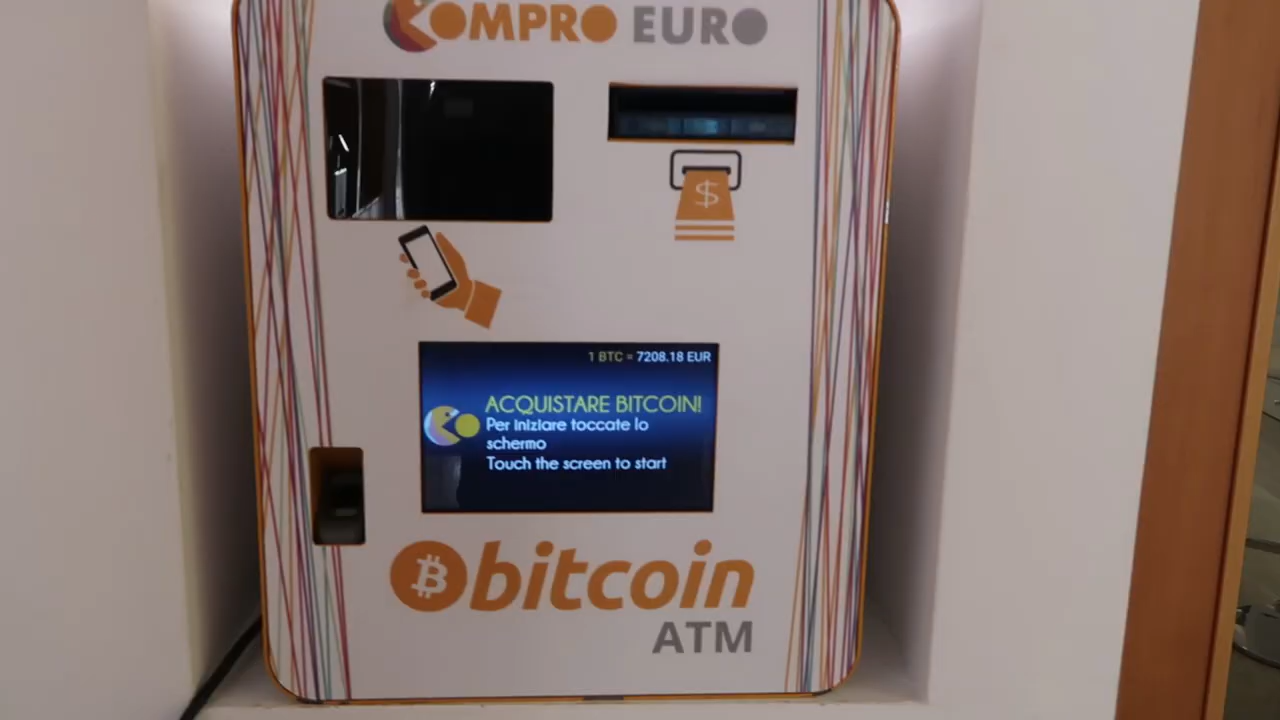 COMPRO EURO
$
1 BTC = 7208.18 EUR
ACQUISTARE BITCOIN!
Per iniziare toccate lo
schermo
Touch the screen to start
bitcoin
ATM